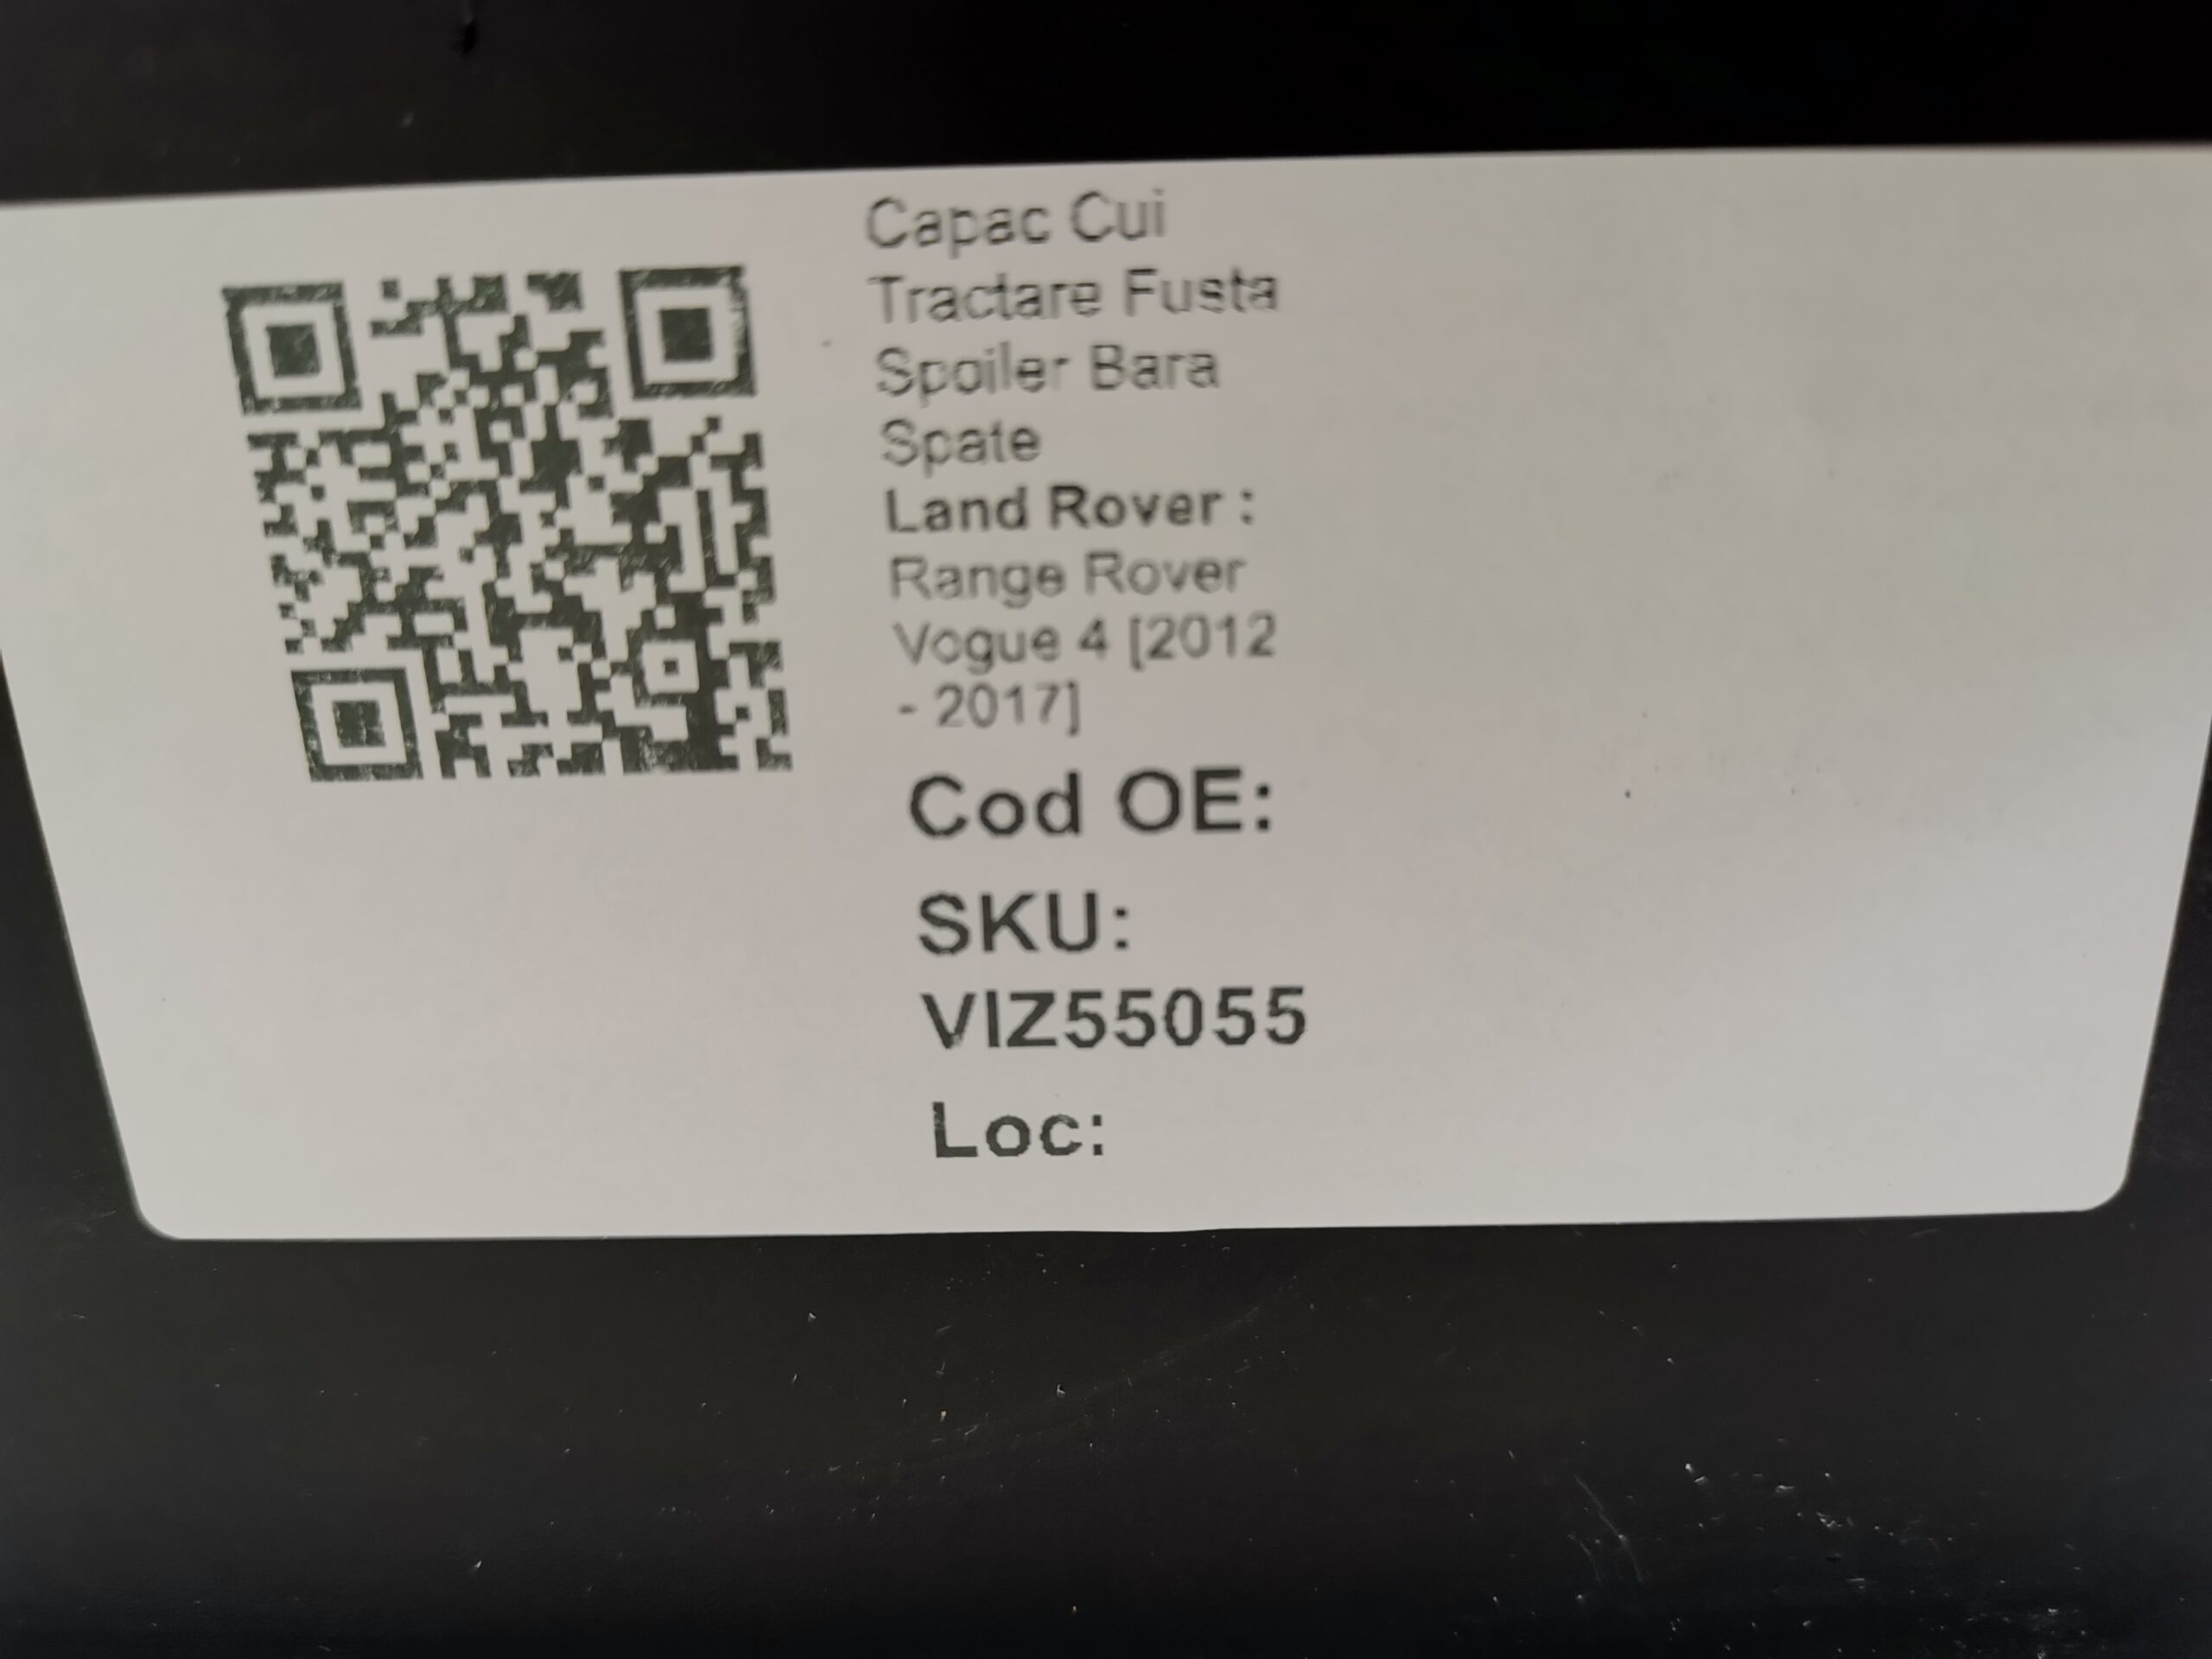 Capac Cui
Tractare Fusta
Spoiler Bara
Spate
Land Rover :
Range Rover
Vogue 4 [2012
- 2017]
Cod OE:
SKU:
VIZ55055
Loc: